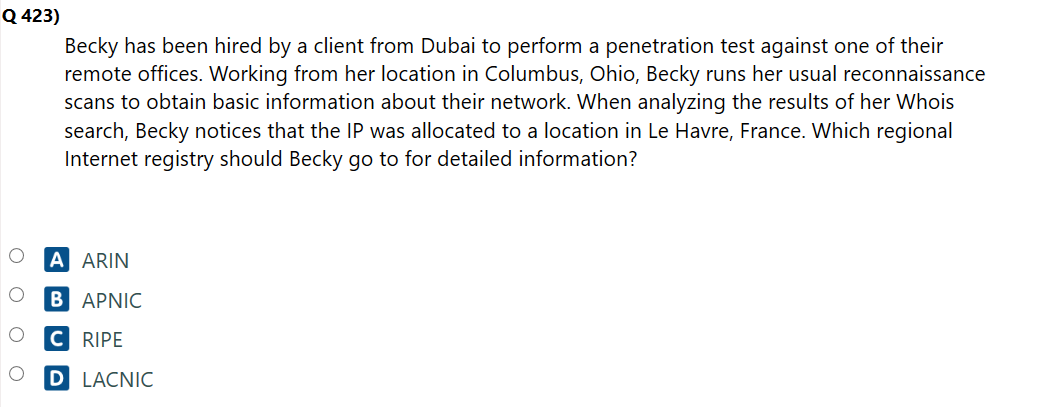 Q 423)
Becky has been hired by a client from Dubai to perform a penetration test against one of their
remote offices. Working from her location in Columbus, Ohio, Becky runs her usual reconnaissance
scans to obtain basic information about their network. When analyzing the results of her Whois
search, Becky notices that the IP was allocated to a location in Le Havre, France. Which regional
Internet registry should Becky go to for detailed information?
A ARIN
B APNIC
C RIPE
D LACNIC